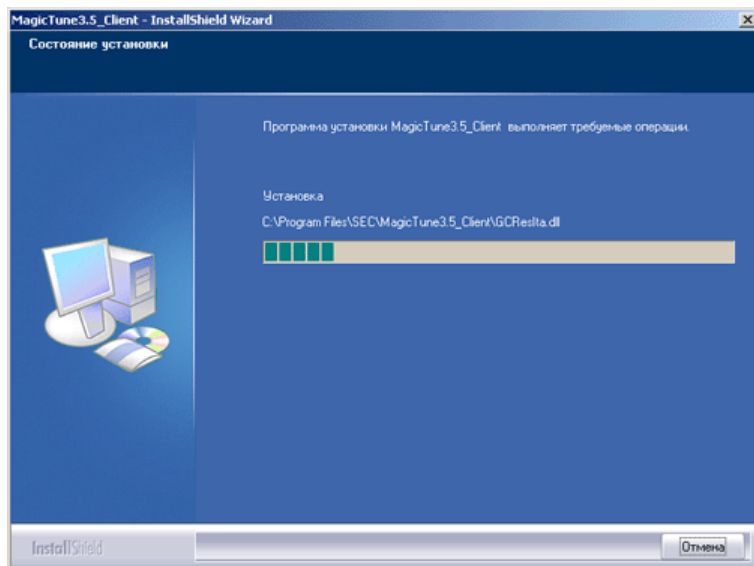 MagicTune3.5_Client - InstallShield Wizard
Состояние установки
Программа установки MagicTune3.5_Client выполняет требуемые операции.
Установка
C:\Program Files\SEC\MagicTune3.5_Client\GCResIta.dll
InstallShield
Отмена